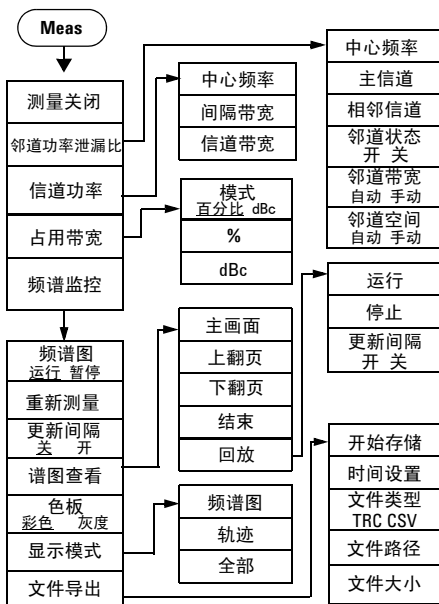 Meas
测量关闭
邻道功率泄漏比
信道功率
占用带宽
频谱监控
频谱图
运行 暂停
重新测量
更新间隔
关 开
谱图查看
色板
彩色 灰度
显示模式
文件导出
中心频率
间隔带宽
信道带宽
模式
百分比 dBc
%
dBc
主画面
上翻页
下翻页
结束
回放
频谱图
轨迹
全部
中心频率
主信道
相邻信道
邻道状态
开 关
邻道带宽
自动 手动
邻道空间
自动 手动
运行
停止
更新间隔
开 关
开始存储
时间设置
文件类型
TRC CSV
文件路径
文件大小